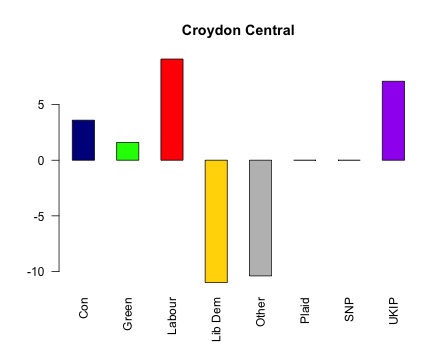 Croydon Central
5
0
-5
-10
Con
Green
Labour
Lib Dem
Other
Plaid
SNP
UKIP